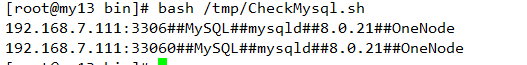 [root@my13 bin]# bash /tmp/CheckMysql.sh
192.168.7.111:3306##MySQL##mysqld##8.0.21##OneNode
192.168.7.111:33060##MySQL##mysqld##8.0.21##OneNode
[root@my13 bin]#